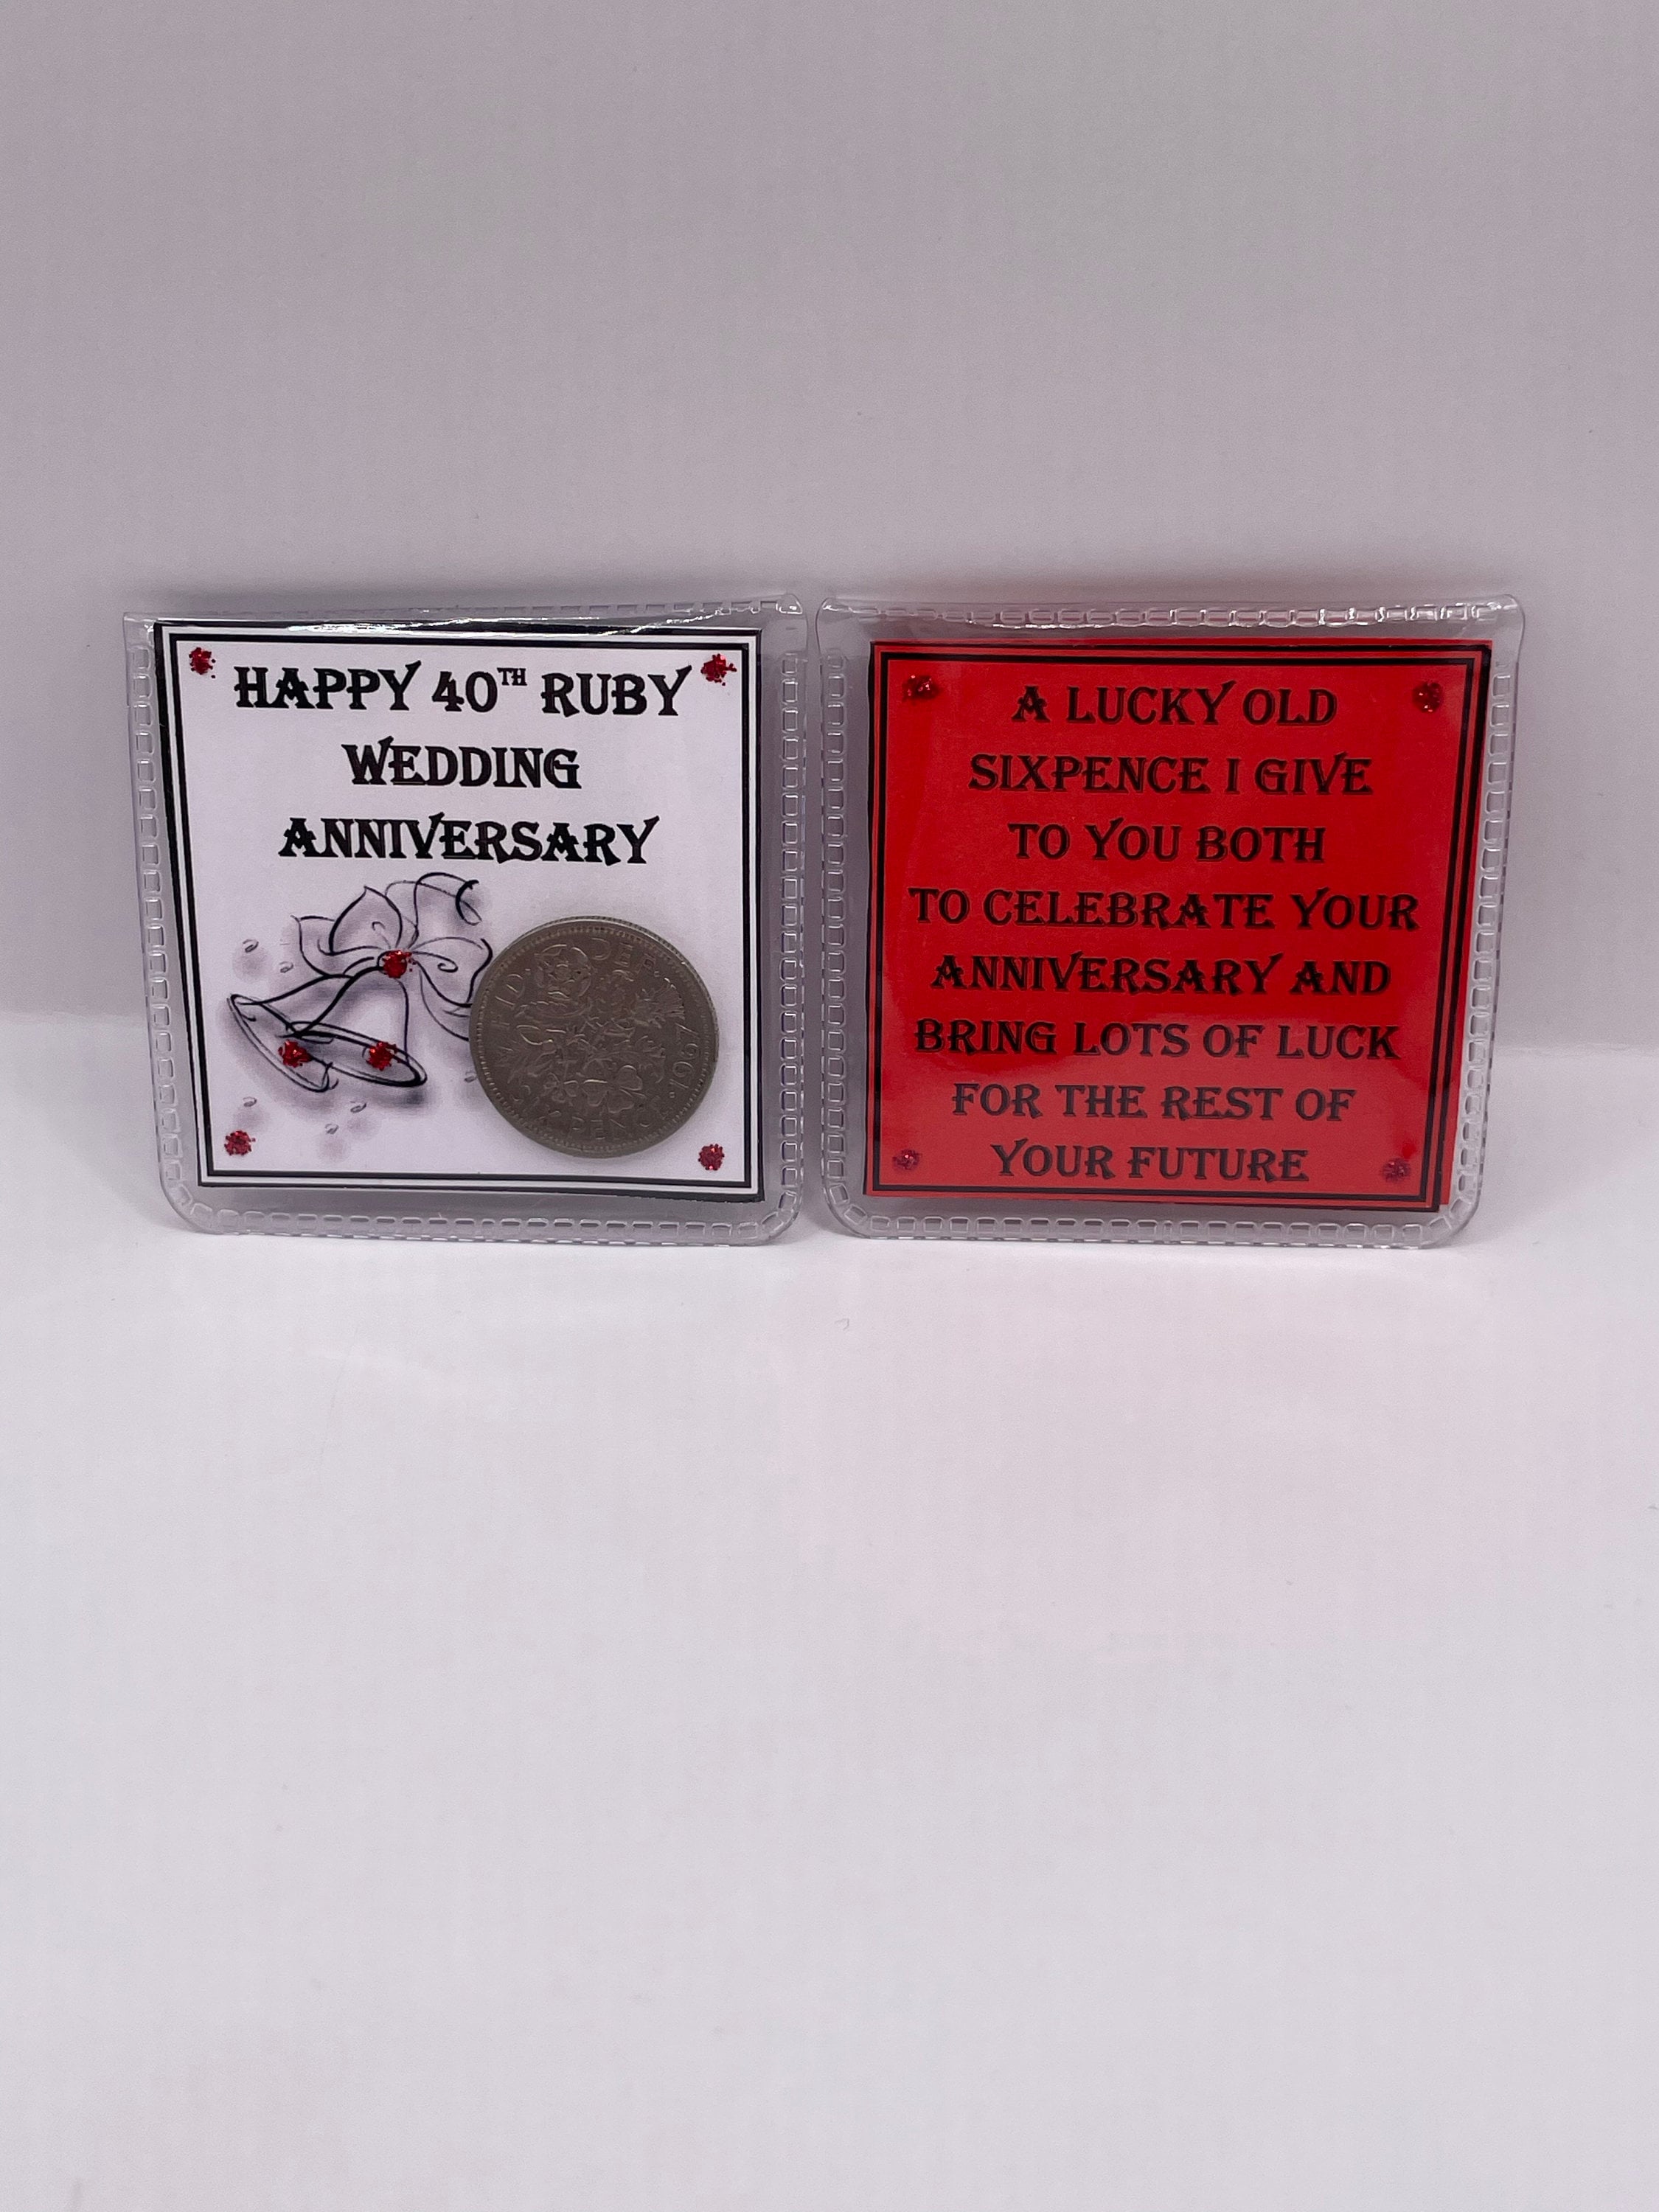 HAPPY 40TH RUBY
WEDDING
ANNIVERSARY
1967
A LUCKY OLD
SIXPENCE I GIVE
TO YOU BOTH
TO CELEBRATE YOUR
ANNIVERSARY AND
BRING LOTS OF LUCK
FOR THE REST OF
YOUR FUTURE